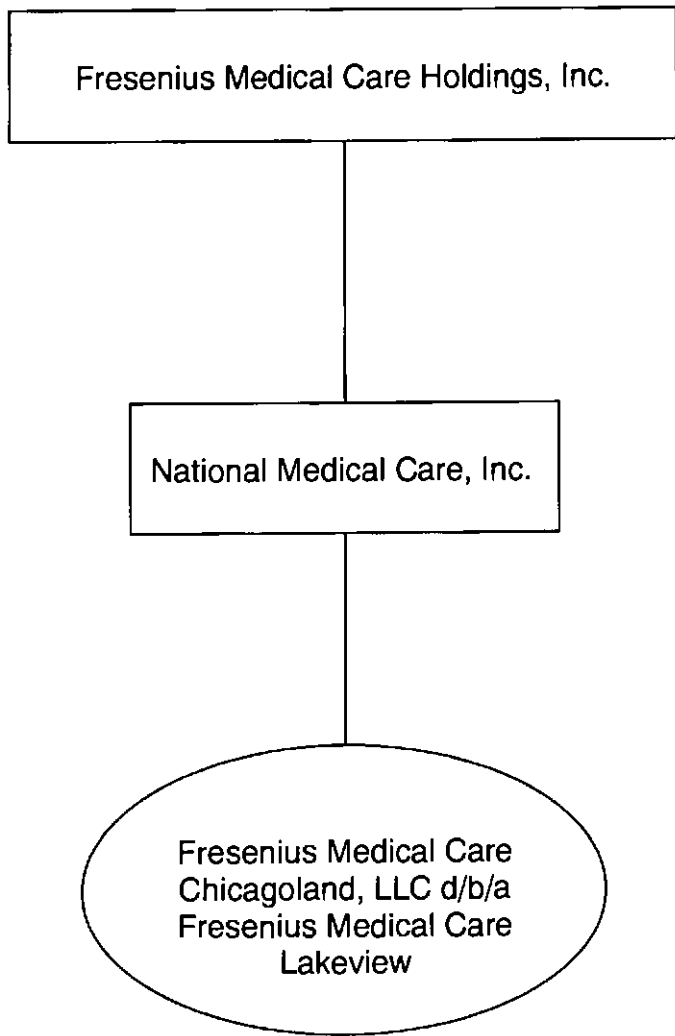 Fresenius Medical Care Holdings, Inc.
National Medical Care, Inc.
Fresenius Medical Care
Chicagoland, LLC d/b/a
Fresenius Medical Care
Lakeview